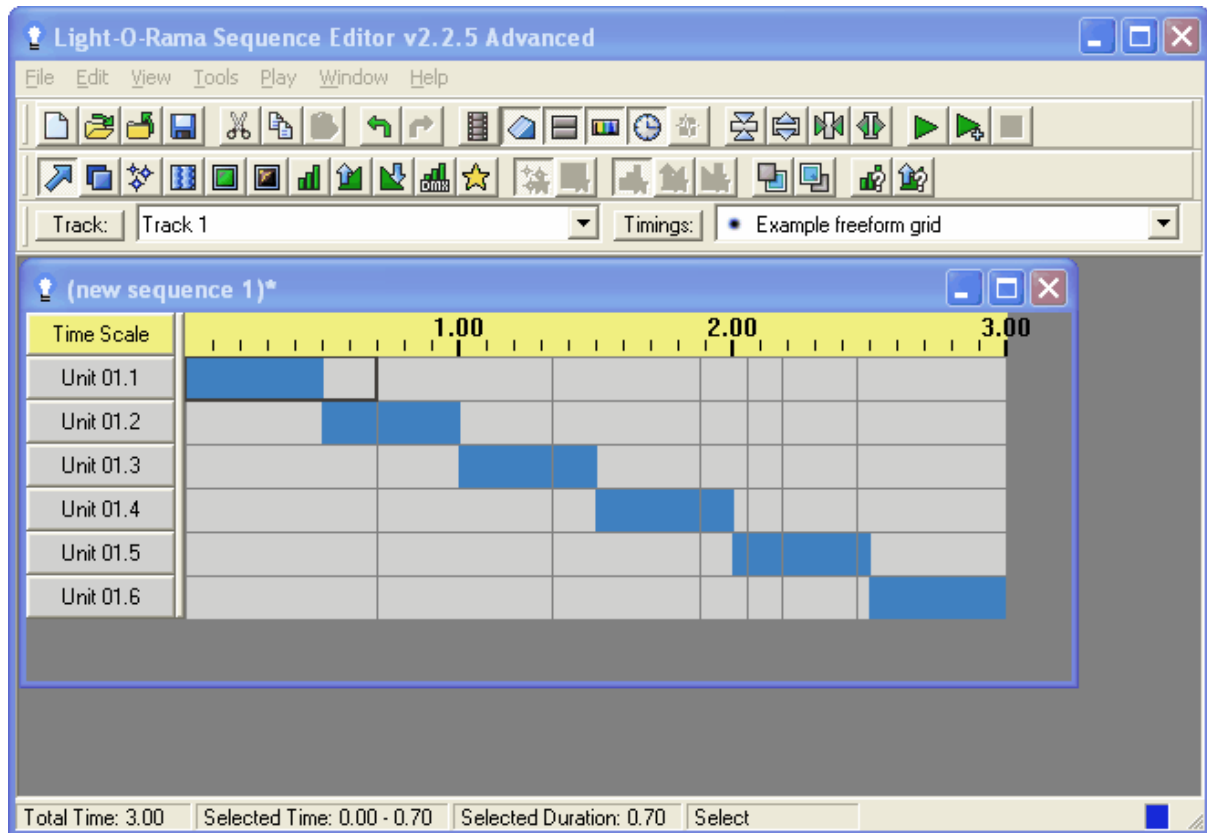 Light-O-Rama Sequence Editor v2.2.5 Advanced
File Edit View Tools Play Window Help
DMX
Track: Track 1 Timings: Example freeform grid
(new sequence 1)*
Time Scale 1.00 2.00 3.00
Unit 01.1
Unit 01.2
Unit 01.3
Unit 01.4
Unit 01.5
Unit 01.6
Total Time: 3.00 Selected Time: 0.00 - 0.70 Selected Duration: 0.70 Select